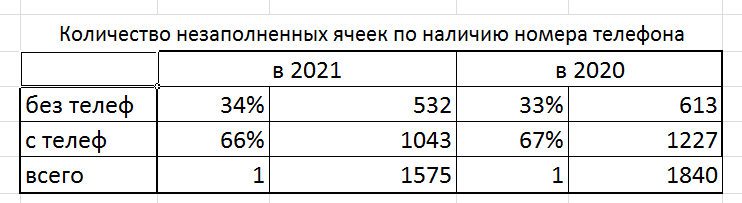 Количество незаполненных ячеек по наличию номера телефона
в 2021 в 2020
без телеф 34% 532 33% 613
с телеф 66% 1043 67% 1227
всего 1 1575 1 1840